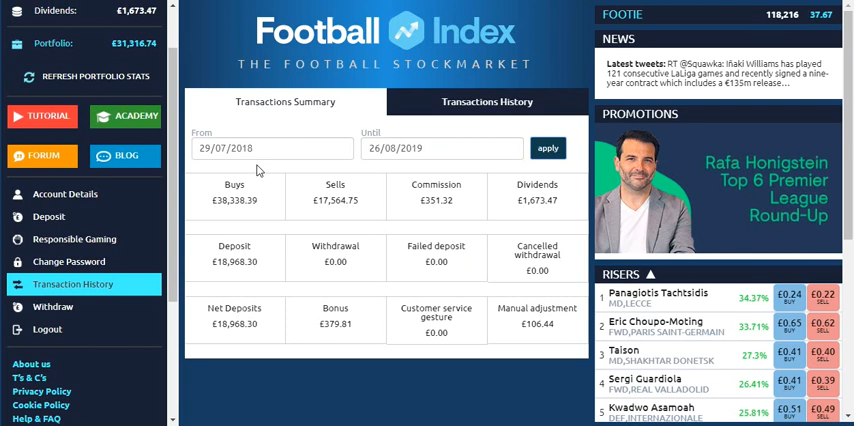 Dividends: £1,673.47
Portfolio: £31,316.74
REFRESH PORTFOLIO STATS
TUTORIAL
ACADEMY
FORUM
BLOG
Account Details
Deposit
Responsible Gaming
Change Password
Transaction History
Withdraw
Logout
About us
T's & C's
Privacy Policy
Cookie Policy
Help & FAQ
Football Index
THE FOOTBALL STOCKMARKET
Transactions Summary
Transactions History
From
Until
29/07/2018
26/08/2019
apply
Buys
£38,338.39
Sells
£17,564.75
Commission
£351.32
Dividends
£1,673.47
Deposit
£18,968.30
Withdrawal
£0.00
Failed deposit
£0.00
Cancelled
withdrawal
£0.00
Net Deposits
£18,968.30
Bonus
£379.81
Customer service
gesture
£0.00
Manual adjustment
£106.44
FOOTIE 118,216 37.67
NEWS
Latest tweets: RT @Squawka: Iñaki Williams has played
121 consecutive LaLiga games and recently signed a nine-
year contract which includes a €135m release...
PROMOTIONS
Rafa Honigstein
Top 6 Premier
League
Round-Up
RISERS
1 Panagiotis Tachtsidis
MD,LECCE
34.37%
£0.24
BUY
£0.22
SELL
2 Eric Choupo-Moting
FWD,PARIS SAINT-GERMAIN
33.71%
£0.65
BUY
£0.62
SELL
3 Taison
MD,SHAKHTAR DONETSK
27.3%
£0.41
BUY
£0.40
SELL
4 Sergi Guardiola
FWD,REAL VALLADOLID
26.41%
£0.41
BUY
£0.39
SELL
5 Kwadwo Asamoah
DEF,INTERNAZIONALE
25.81%
£0.51
BUY
£0.49
SELL